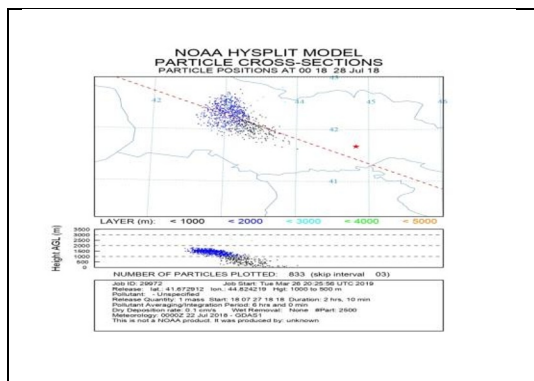 NOAA HYSPLIT MODEL
PARTICLE CROSS-SECTIONS
PARTICLE POSITIONS AT 00 18 28 Jul 18
42 45 46
42
41
LAYER (m): < 1000 < 2000 < 3000 < 4000 < 5000
Height AGL (m)
3500
3000
2500
2000
1500
1000
500
0
NUMBER OF PARTICLES PLOTTED: 833 (skip interval 03)
Job ID: 29972 Job Start: Tue Mar 26 20:25:56 UTC 2019
Release: lat.: 41.672912 lon.: 44.824219 Hgt: 1000 to 500 m
Pollutant: - Unspecified
Release Quantity: 1 mass Start: 18 07 27 18 18 Duration: 2 hrs, 10 min
Pollutant Averaging/Integration Period: 6 hrs and 0 min
Dry Deposition rate: 0.1 cm/s Wet Removal: None #Part: 2500
Meteorology: 0000Z 22 Jul 2018 - GDAS1
This is not a NOAA product. It was produced by: unknown